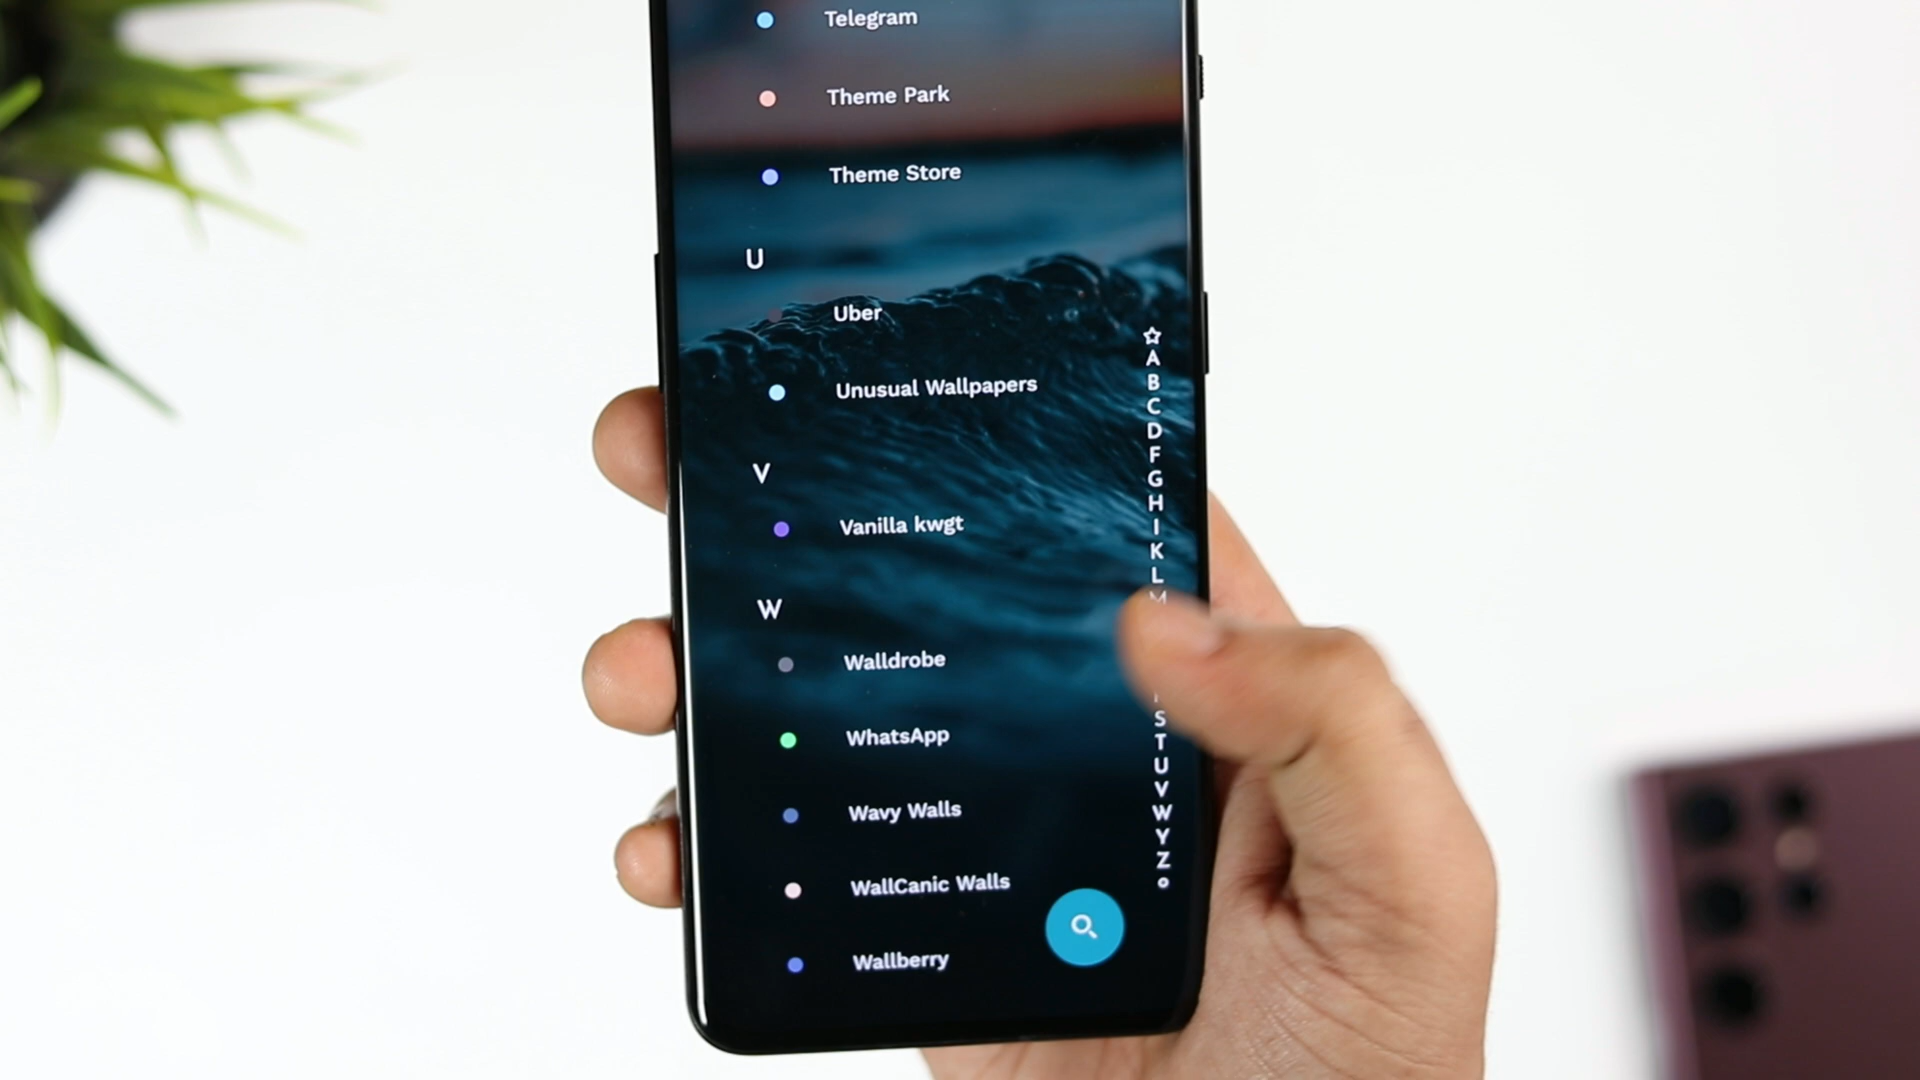 Telegram
Theme Park
Theme Store
U
Uber
Unusual Wallpapers
V
Vanilla kwgt
W
Walldrobe
WhatsApp
Wavy Walls
WallCanic Walls
Wallberry
A
B
C
D
F
G
H
I
K
L
M
S
T
U
V
W
Y
Z